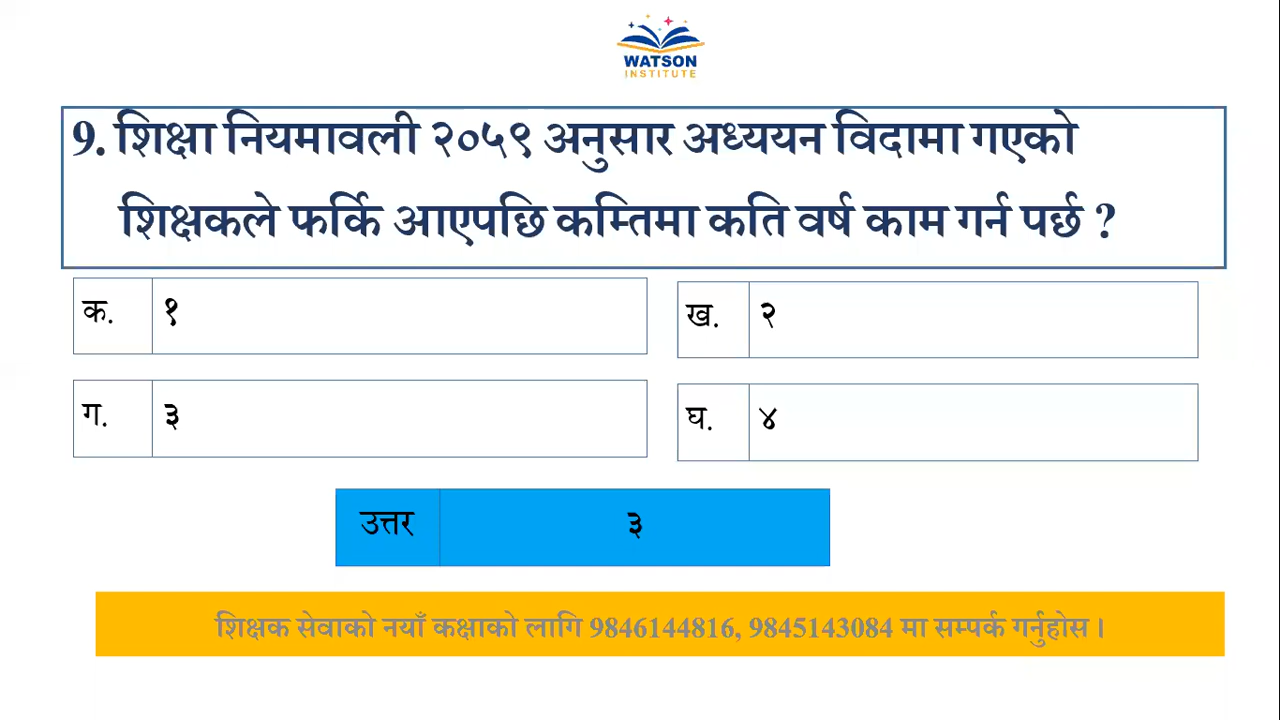 WATSON
INSTITUTE
9. शिक्षा नियमावली २०५९ अनुसार अध्ययन विदामा गएको
शिक्षकले फर्कि आएपछि कम्तिमा कति वर्ष काम गर्न पर्छ ?
क. १
ख. २
ग. ३
घ. ४
उत्तर ३
शिक्षक सेवाको नयाँ कक्षाको लागि 9846144816, 9845143084 मा सम्पर्क गर्नुहोस ।